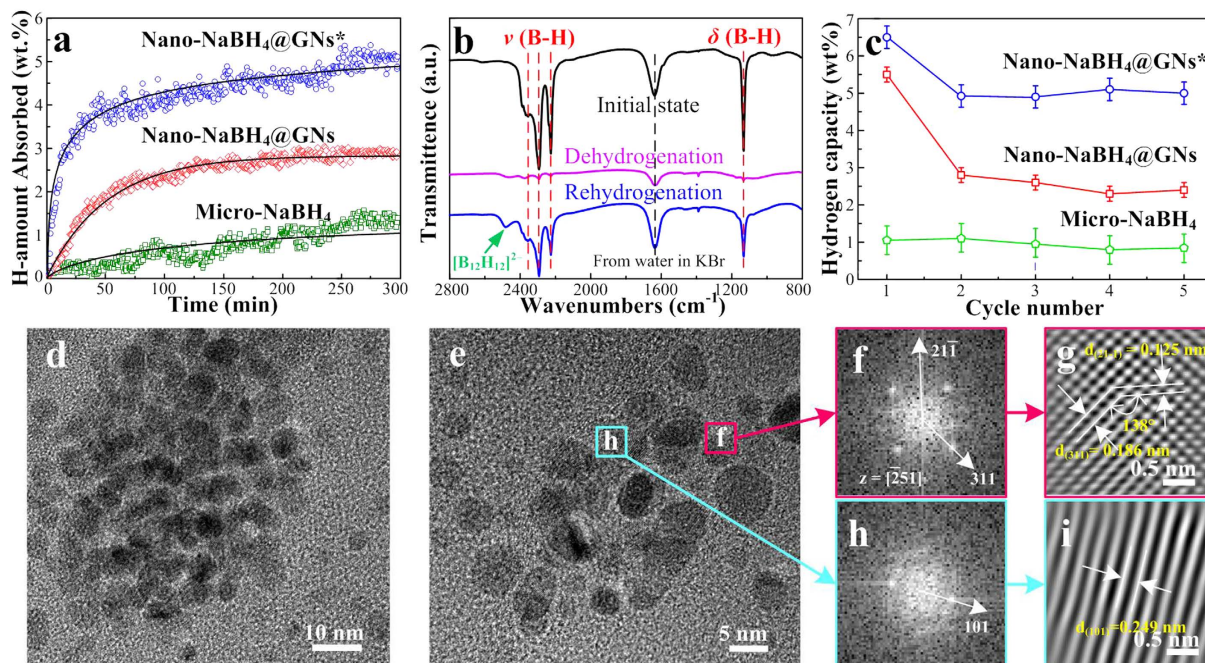 a
H-amount Absorbed (wt.%)
6
5
4
3
2
1
0
Nano-NaBH₄@GNs*
Nano-NaBH₄@GNs
Micro-NaBH₄
0 50 100 150 200 250 300
Time (min)
b
Transmittence (a.u.)
ν (B-H)
δ (B-H)
Initial state
Dehydrogenation
Rehydrogenation
[B₁₂H₁₂]²⁻
From water in KBr
2800 2400 2000 1600 1200 800
Wavenumbers (cm⁻¹)
c
Hydrogen capacity (wt%)
7
6
5
4
3
2
1
0
Nano-NaBH₄@GNs*
Nano-NaBH₄@GNs
Micro-NaBH₄
1 2 3 4 5
Cycle number
d
10 nm
e
h
f
5 nm
f
211̅
311
z = [2̅51]
g
d(21-1) = 0.125 nm
138°
d(311)= 0.186 nm
0.5 nm
h
101
i
d(101)=0.249 nm
0.5 nm